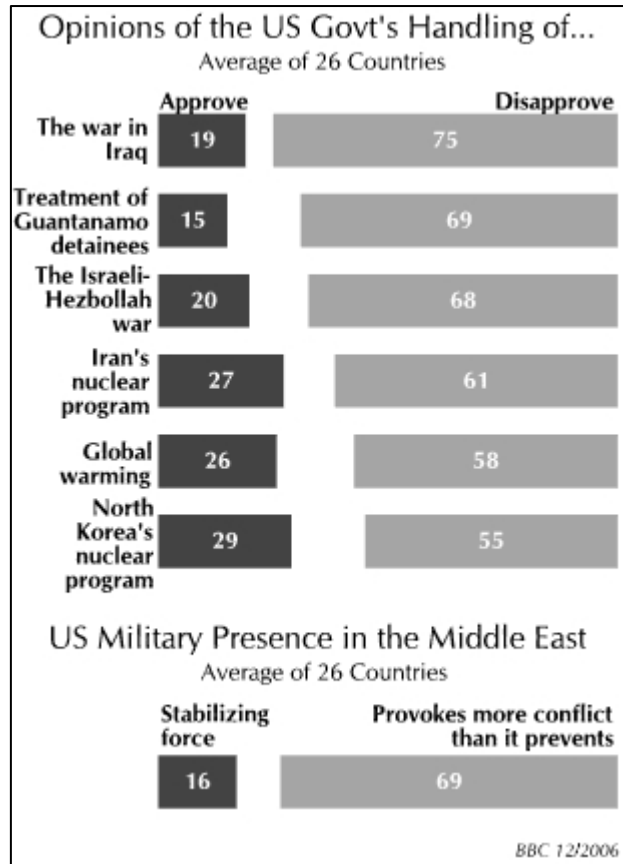 Opinions of the US Govt's Handling of...
Average of 26 Countries
Approve Disapprove
The war in
Iraq
19 75
Treatment of
Guantanamo
detainees
15 69
The Israeli-
Hezbollah
war
20 68
Iran's
nuclear
program
27 61
Global
warming
26 58
North
Korea's
nuclear
program
29 55
US Military Presence in the Middle East
Average of 26 Countries
Stabilizing
force
Provokes more conflict
than it prevents
16 69
BBC 12/2006